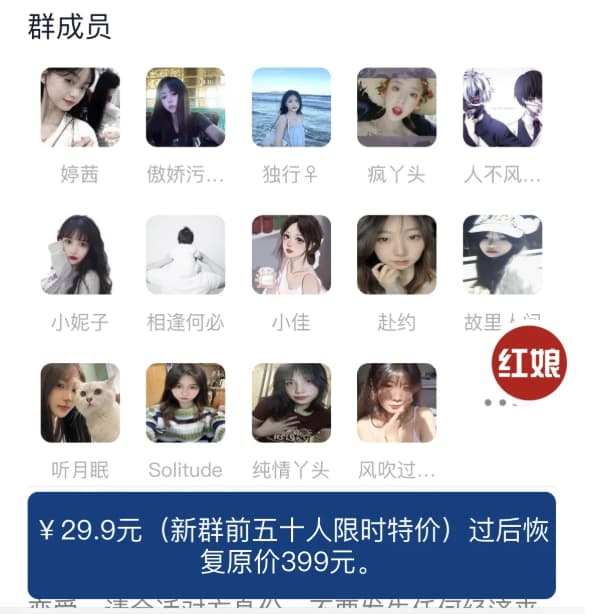 群成员
婷茜
傲娇污...
独行♀
疯丫头
人不风...
小妮子
相逢何必
小佳
赴约
故里人间
红娘
听月眠
Solitude
纯情丫头
风吹过...
￥29.9元（新群前五十人限时特价）过后恢
复原价399元。